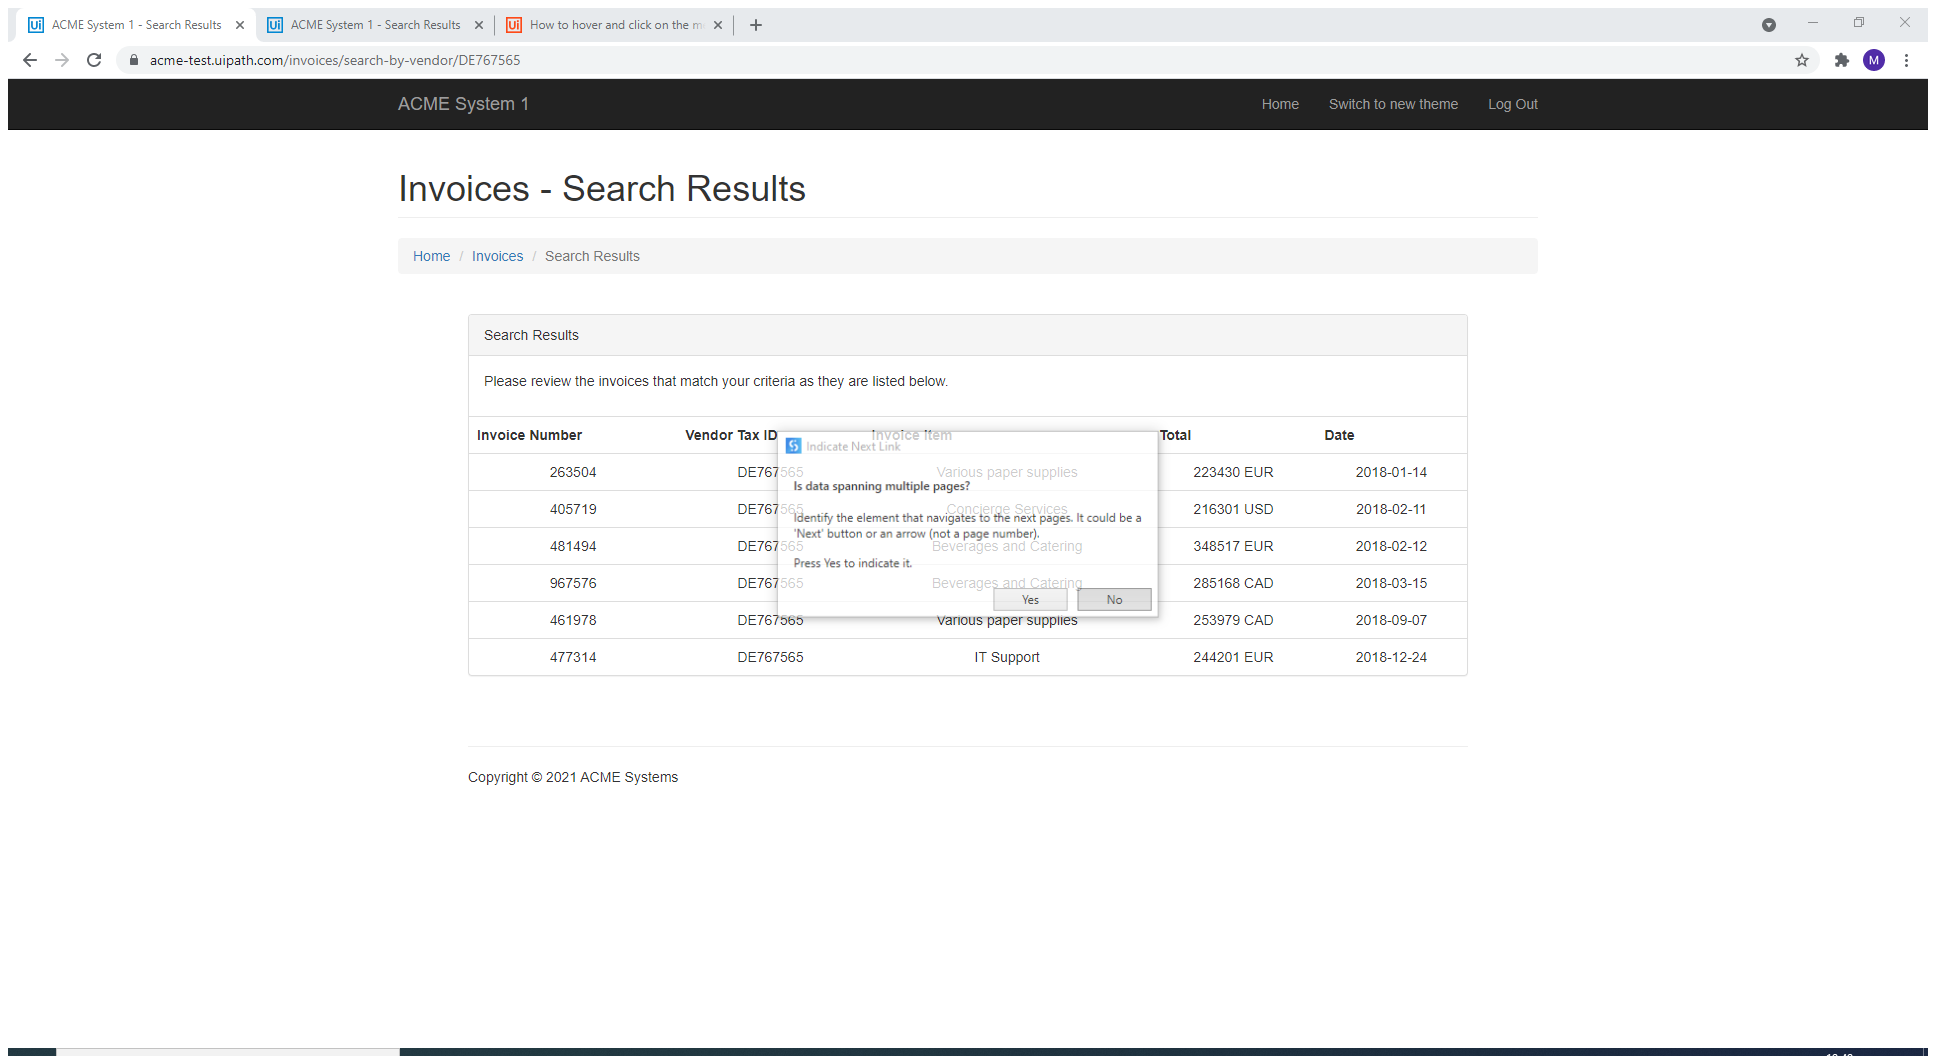 ACME System 1 - Search Results
ACME System 1 - Search Results
How to hover and click on the m
acme-test.uipath.com/invoices/search-by-vendor/DE767565
M
ACME System 1 Home Switch to new theme Log Out
Invoices - Search Results
Home / Invoices / Search Results
Search Results
Please review the invoices that match your criteria as they are listed below.
Invoice Number Vendor Tax ID Invoice Item Total Date
263504 DE767565 Various paper supplies 223430 EUR 2018-01-14
405719 DE767565 Concierge Services 216301 USD 2018-02-11
481494 DE767565 Beverages and Catering 348517 EUR 2018-02-12
967576 DE767565 Beverages and Catering 285168 CAD 2018-03-15
461978 DE767565 Various paper supplies 253979 CAD 2018-09-07
477314 DE767565 IT Support 244201 EUR 2018-12-24
Indicate Next Link
Is data spanning multiple pages?
Identify the element that navigates to the next pages. It could be a
'Next' button or an arrow (not a page number).
Press Yes to indicate it.
Yes No
Copyright © 2021 ACME Systems